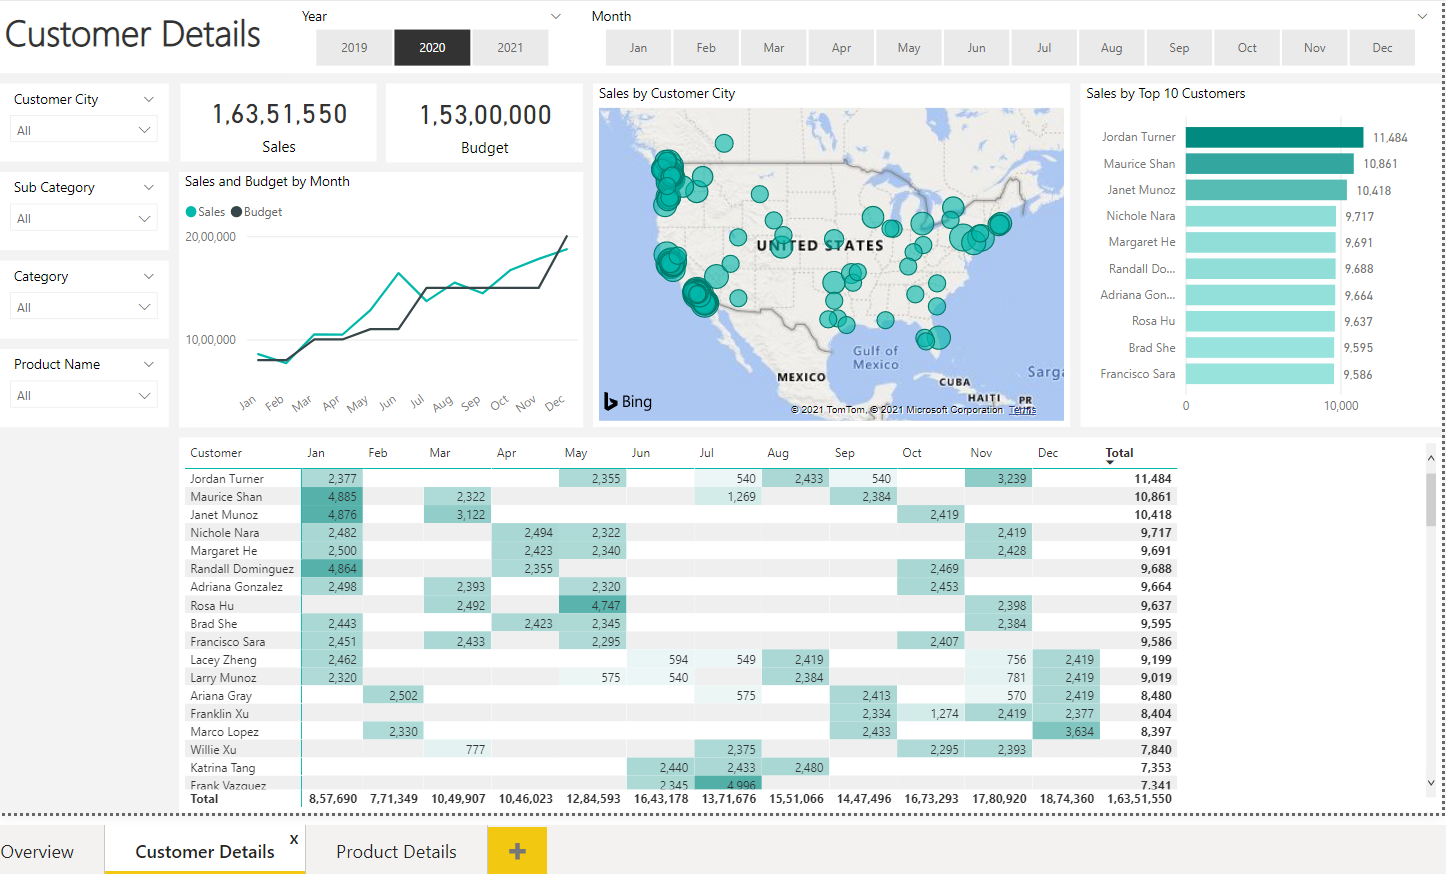 Customer Details
Year
2019 2020 2021
Month
Jan Feb Mar Apr May Jun Jul Aug Sep Oct Nov Dec
Customer City
All
Sub Category
All
Category
All
Product Name
All
1,63,51,550
Sales
1,53,00,000
Budget
Sales and Budget by Month
Sales Budget
20,00,000
10,00,000
Jan Feb Mar Apr May Jun Jul Aug Sep Oct Nov Dec
Sales by Customer City
UNITED STATES
Gulf of
Mexico
MEXICO
CUBA
HAITI
PR
Sarga
Bing
© 2021 TomTom, © 2021 Microsoft Corporation Terms
Sales by Top 10 Customers
Jordan Turner 11,484
Maurice Shan 10,861
Janet Munoz 10,418
Nichole Nara 9,717
Margaret He 9,691
Randall Do... 9,688
Adriana Gon... 9,664
Rosa Hu 9,637
Brad She 9,595
Francisco Sara 9,586
0 10,000
Customer Jan Feb Mar Apr May Jun Jul Aug Sep Oct Nov Dec Total
Jordan Turner 2,377 2,355 540 2,433 540 3,239 11,484
Maurice Shan 4,885 2,322 1,269 2,384 10,861
Janet Munoz 4,876 3,122 2,419 10,418
Nichole Nara 2,482 2,494 2,322 2,419 9,717
Margaret He 2,500 2,423 2,340 2,428 9,691
Randall Dominguez 4,864 2,355 2,469 9,688
Adriana Gonzalez 2,498 2,393 2,320 2,453 9,664
Rosa Hu 2,492 4,747 2,398 9,637
Brad She 2,443 2,423 2,345 2,384 9,595
Francisco Sara 2,451 2,433 2,295 2,407 9,586
Lacey Zheng 2,462 594 549 2,419 756 2,419 9,199
Larry Munoz 2,320 575 540 2,384 781 2,419 9,019
Ariana Gray 2,502 575 2,413 570 2,419 8,480
Franklin Xu 2,334 1,274 2,419 2,377 8,404
Marco Lopez 2,330 2,433 3,634 8,397
Willie Xu 777 2,375 2,295 2,393 7,840
Katrina Tang 2,440 2,433 2,480 7,353
Frank Vazquez 2,345 4,996 7,341
Total 8,57,690 7,71,349 10,49,907 10,46,023 12,84,593 16,43,178 13,71,676 15,51,066 14,47,496 16,73,293 17,80,920 18,74,360 1,63,51,550
Overview
Customer Details x
Product Details
+